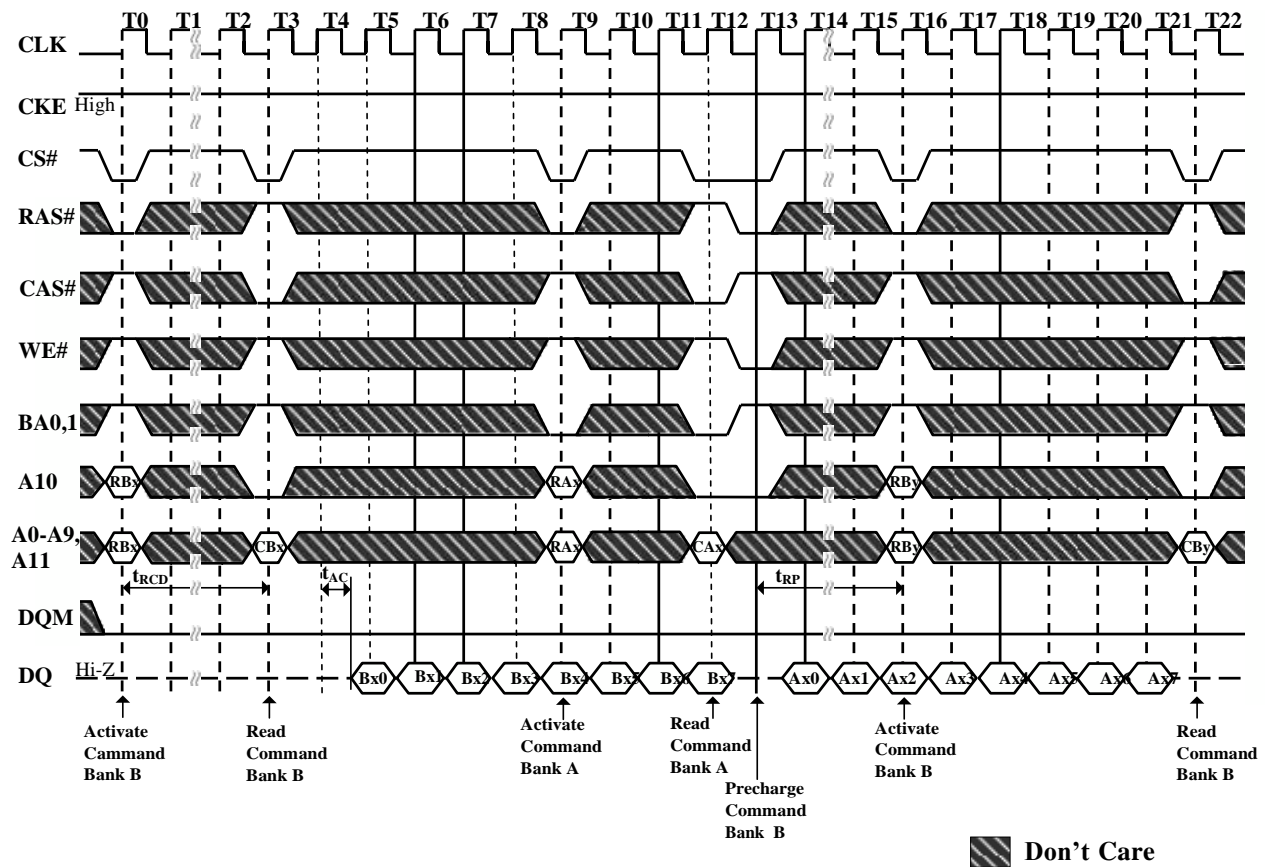 T0 T1 T2 T3 T4 T5 T6 T7 T8 T9 T10 T11 T12 T13 T14 T15 T16 T17 T18 T19 T20 T21 T22
CLK
CKE High
CS#
RAS#
CAS#
WE#
BA0,1
A10 RBx RAx RBy
A0-A9,
A11
RBx CBx RAx CAx RBy CBy
tRCD tAC tRP
DQM
DQ Hi-Z Bx0 Bx1 Bx2 Bx3 Bx4 Bx5 Bx6 Bx7 Ax0 Ax1 Ax2 Ax3 Ax4 Ax5 Ax6 Ax7
Activate
Cammand
Bank B
Read
Command
Bank B
Activate
Command
Bank A
Read
Command
Bank A
Precharge
Command
Bank B
Activate
Command
Bank B
Read
Command
Bank B
Don't Care